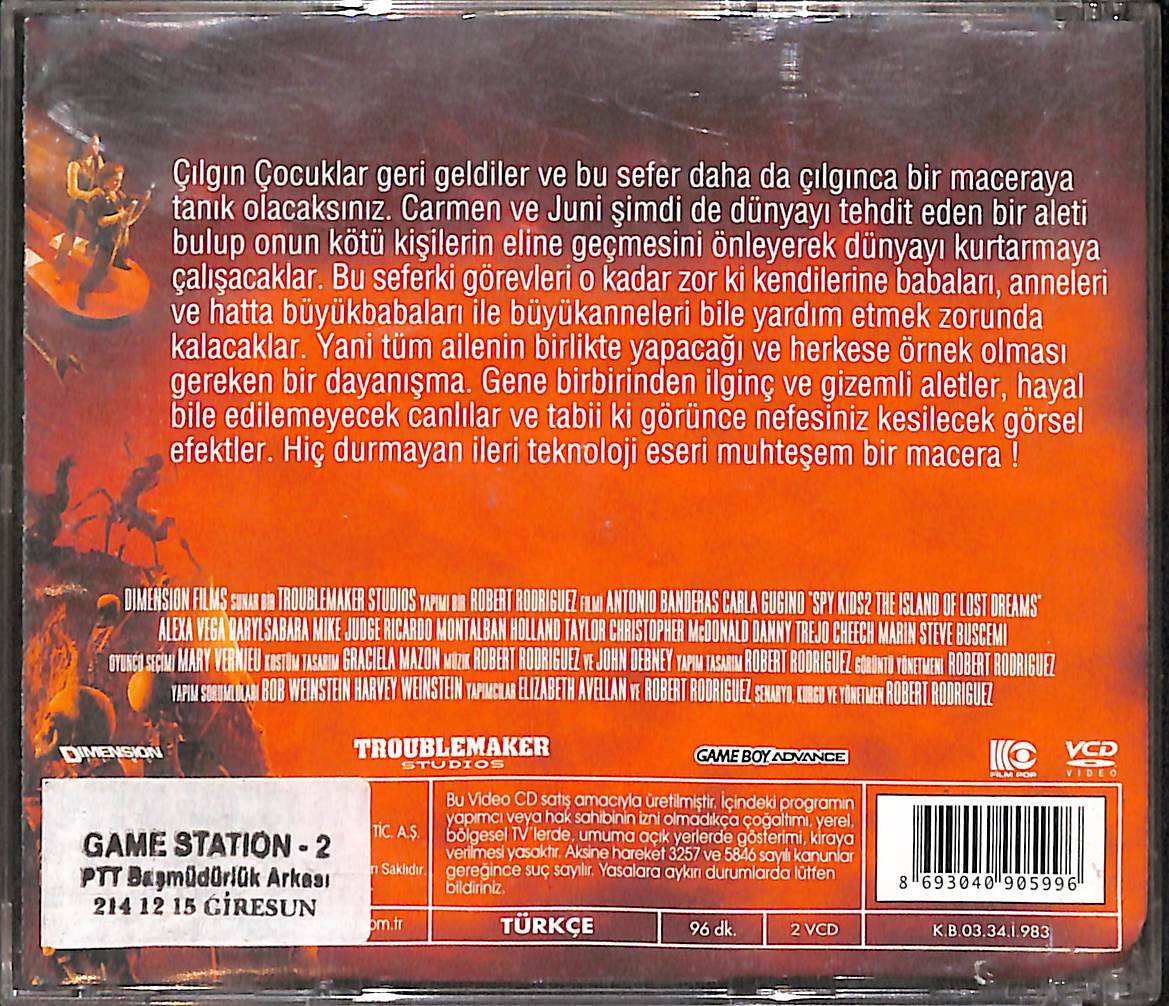 Çılgın Çocuklar geri geldiler ve bu sefer daha da çılgınca bir maceraya
tanık olacaksınız. Carmen ve Juni şimdi de dünyayı tehdit eden bir aleti
bulup onun kötü kişilerin eline geçmesini önleyerek dünyayı kurtarmaya
çalışacaklar. Bu seferki görevleri o kadar zor ki kendilerine babaları, anneleri
ve hatta büyükbabaları ile büyükanneleri bile yardım etmek zorunda
kalacaklar. Yani tüm ailenin birlikte yapacağı ve herkese örnek olması
gereken bir dayanışma. Gene birbirinden ilginç ve gizemli aletler, hayal
bile edilemeyecek canlılar ve tabii ki görünce nefesiniz kesilecek görsel
efektler. Hiç durmayan ileri teknoloji eseri muhteşem bir macera !
DIMENSION FILMS SUNAR BİR TROUBLEMAKER STUDIOS YAPIMI BİR ROBERT RODRIGUEZ FİLMİ ANTONIO BANDERAS CARLA GUGINO "SPY KIDS2 THE ISLAND OF LOST DREAMS"
ALEXA VEGA DARYLSABARA MIKE JUDGE RICARDO MONTALBAN HOLLAND TAYLOR CHRISTOPHER McDONALD DANNY TREJO CHEECH MARIN STEVE BUSCEMI
OYUNCU SEÇİMİ MARY VERNIEU KOSTÜM TASARIM GRACIELA MAZON MÜZİK ROBERT RODRIGUEZ VE JOHN DEBNEY YAPIM TASARIM ROBERT RODRIGUEZ GÖRÜNTÜ YÖNETMENİ ROBERT RODRIGUEZ
YAPIM SORUMLULARI BOB WEINSTEIN HARVEY WEINSTEIN YAPIMCILAR ELIZABETH AVELLAN VE ROBERT RODRIGUEZ SENARYO, KURGU VE YÖNETMEN ROBERT RODRIGUEZ
DIMENSION
TROUBLEMAKER
STUDIOS
GAME BOY ADVANCE
FILM POP
VCD
VIDEO
GAME STATION - 2
PTT Başmüdürlük Arkası
214 12 15 GİRESUN
TİC. A.Ş.
rı Saklıdır.
om.tr
Bu Video CD satış amacıyla üretilmiştir. İçindeki programın
yapımcı veya hak sahibinin izni olmadıkça çoğaltımı, yerel,
bölgesel TV'lerde, umuma açık yerlerde gösterimi, kiraya
verilmesi yasaktır. Aksine hareket 3257 ve 5846 sayılı kanunlar
gereğince suç sayılır. Yasalara aykırı durumlarda lütfen
bildiriniz.
TÜRKÇE
96 dk.
2 VCD
8 693040 905996
K.B.03.34.İ.983